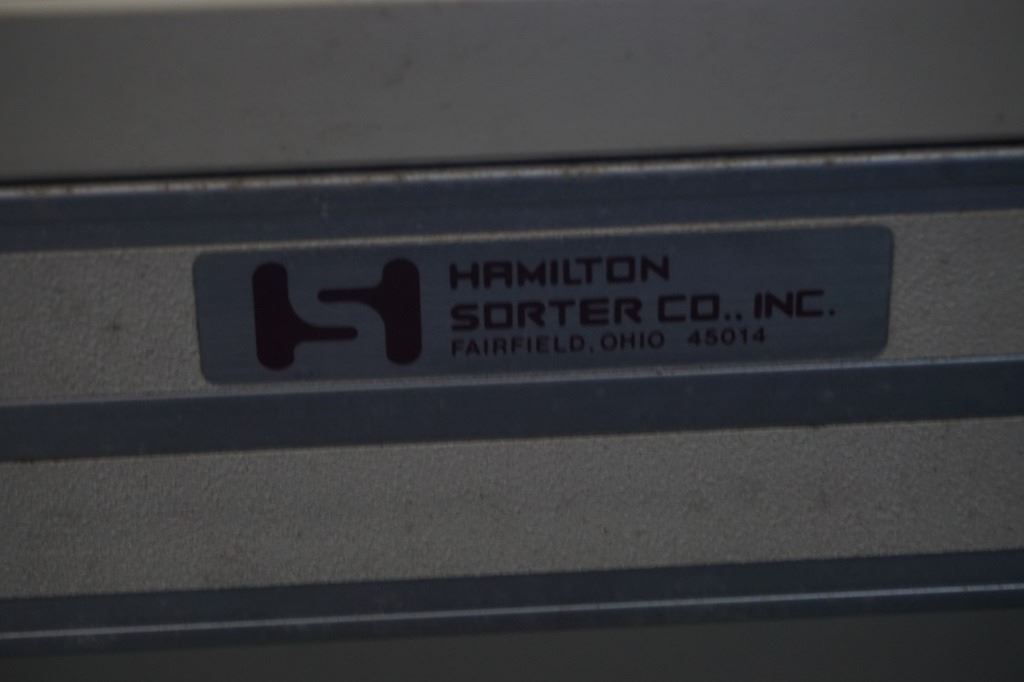 HAMILTON
SORTER CO., INC.
FAIRFIELD, OHIO 45014